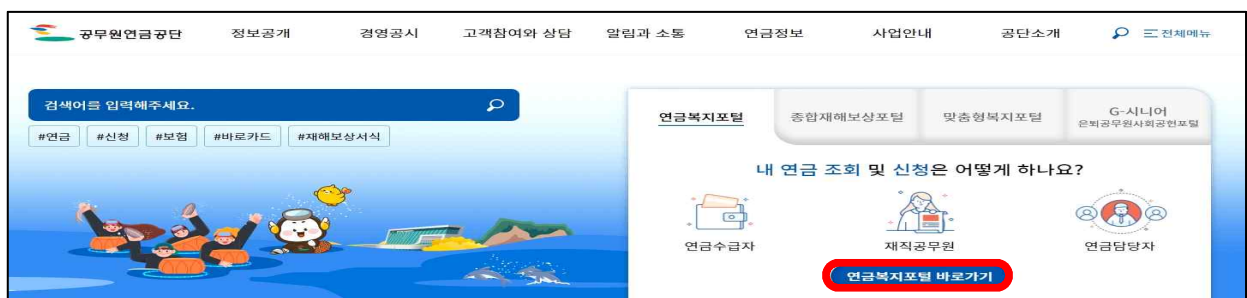 공무원연금공단 정보공개 경영공시 고객참여와 상담 알림과 소통 연금정보 사업안내 공단소개 전체메뉴
검색어를 입력해주세요.
#연금 #신청 #보험 #바로카드 #재해보상서식
연금복지포털 종합재해보상포털 맞춤형복지포털 G-시니어
은퇴공무원사회공헌포털
내 연금 조회 및 신청은 어떻게 하나요?
연금수급자 재직공무원 연금담당자
연금복지포털 바로가기